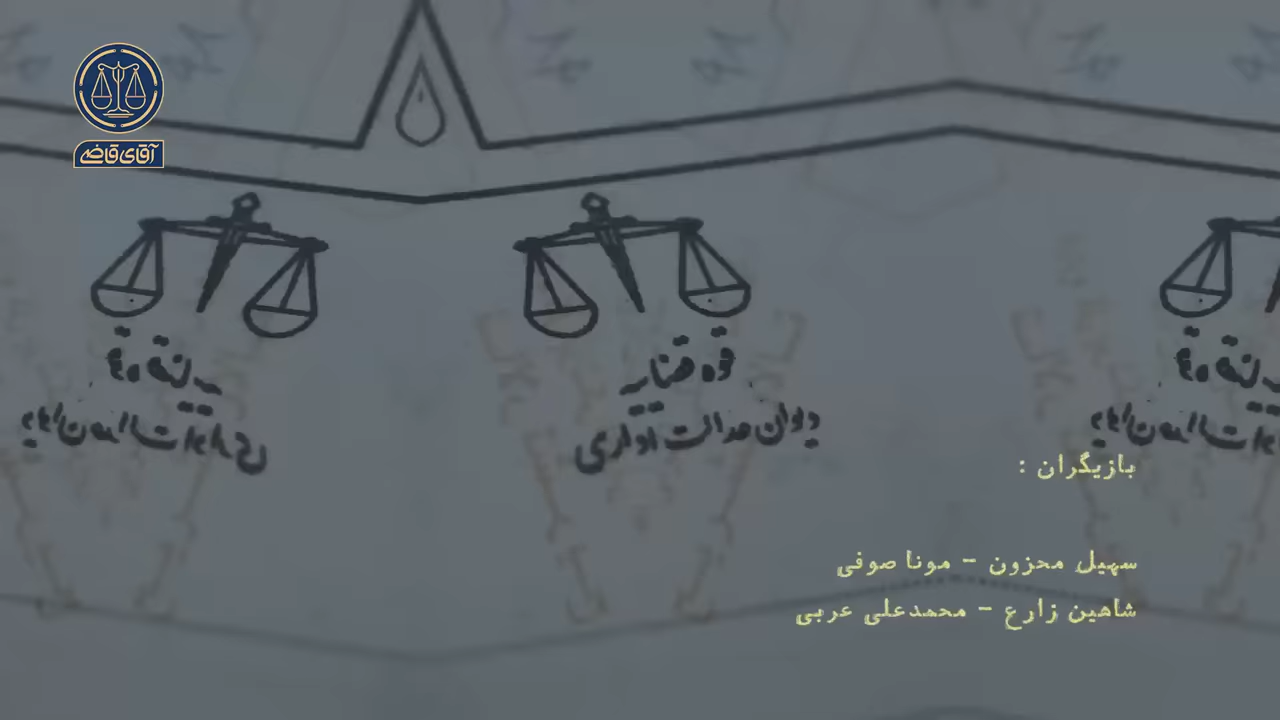 آقای قاضی
قوه قضاییه
دیوان عدالت اداری
بازیگران :
سهیل محزون - مونا صوفی
شاهین زارع - محمدعلی عربی